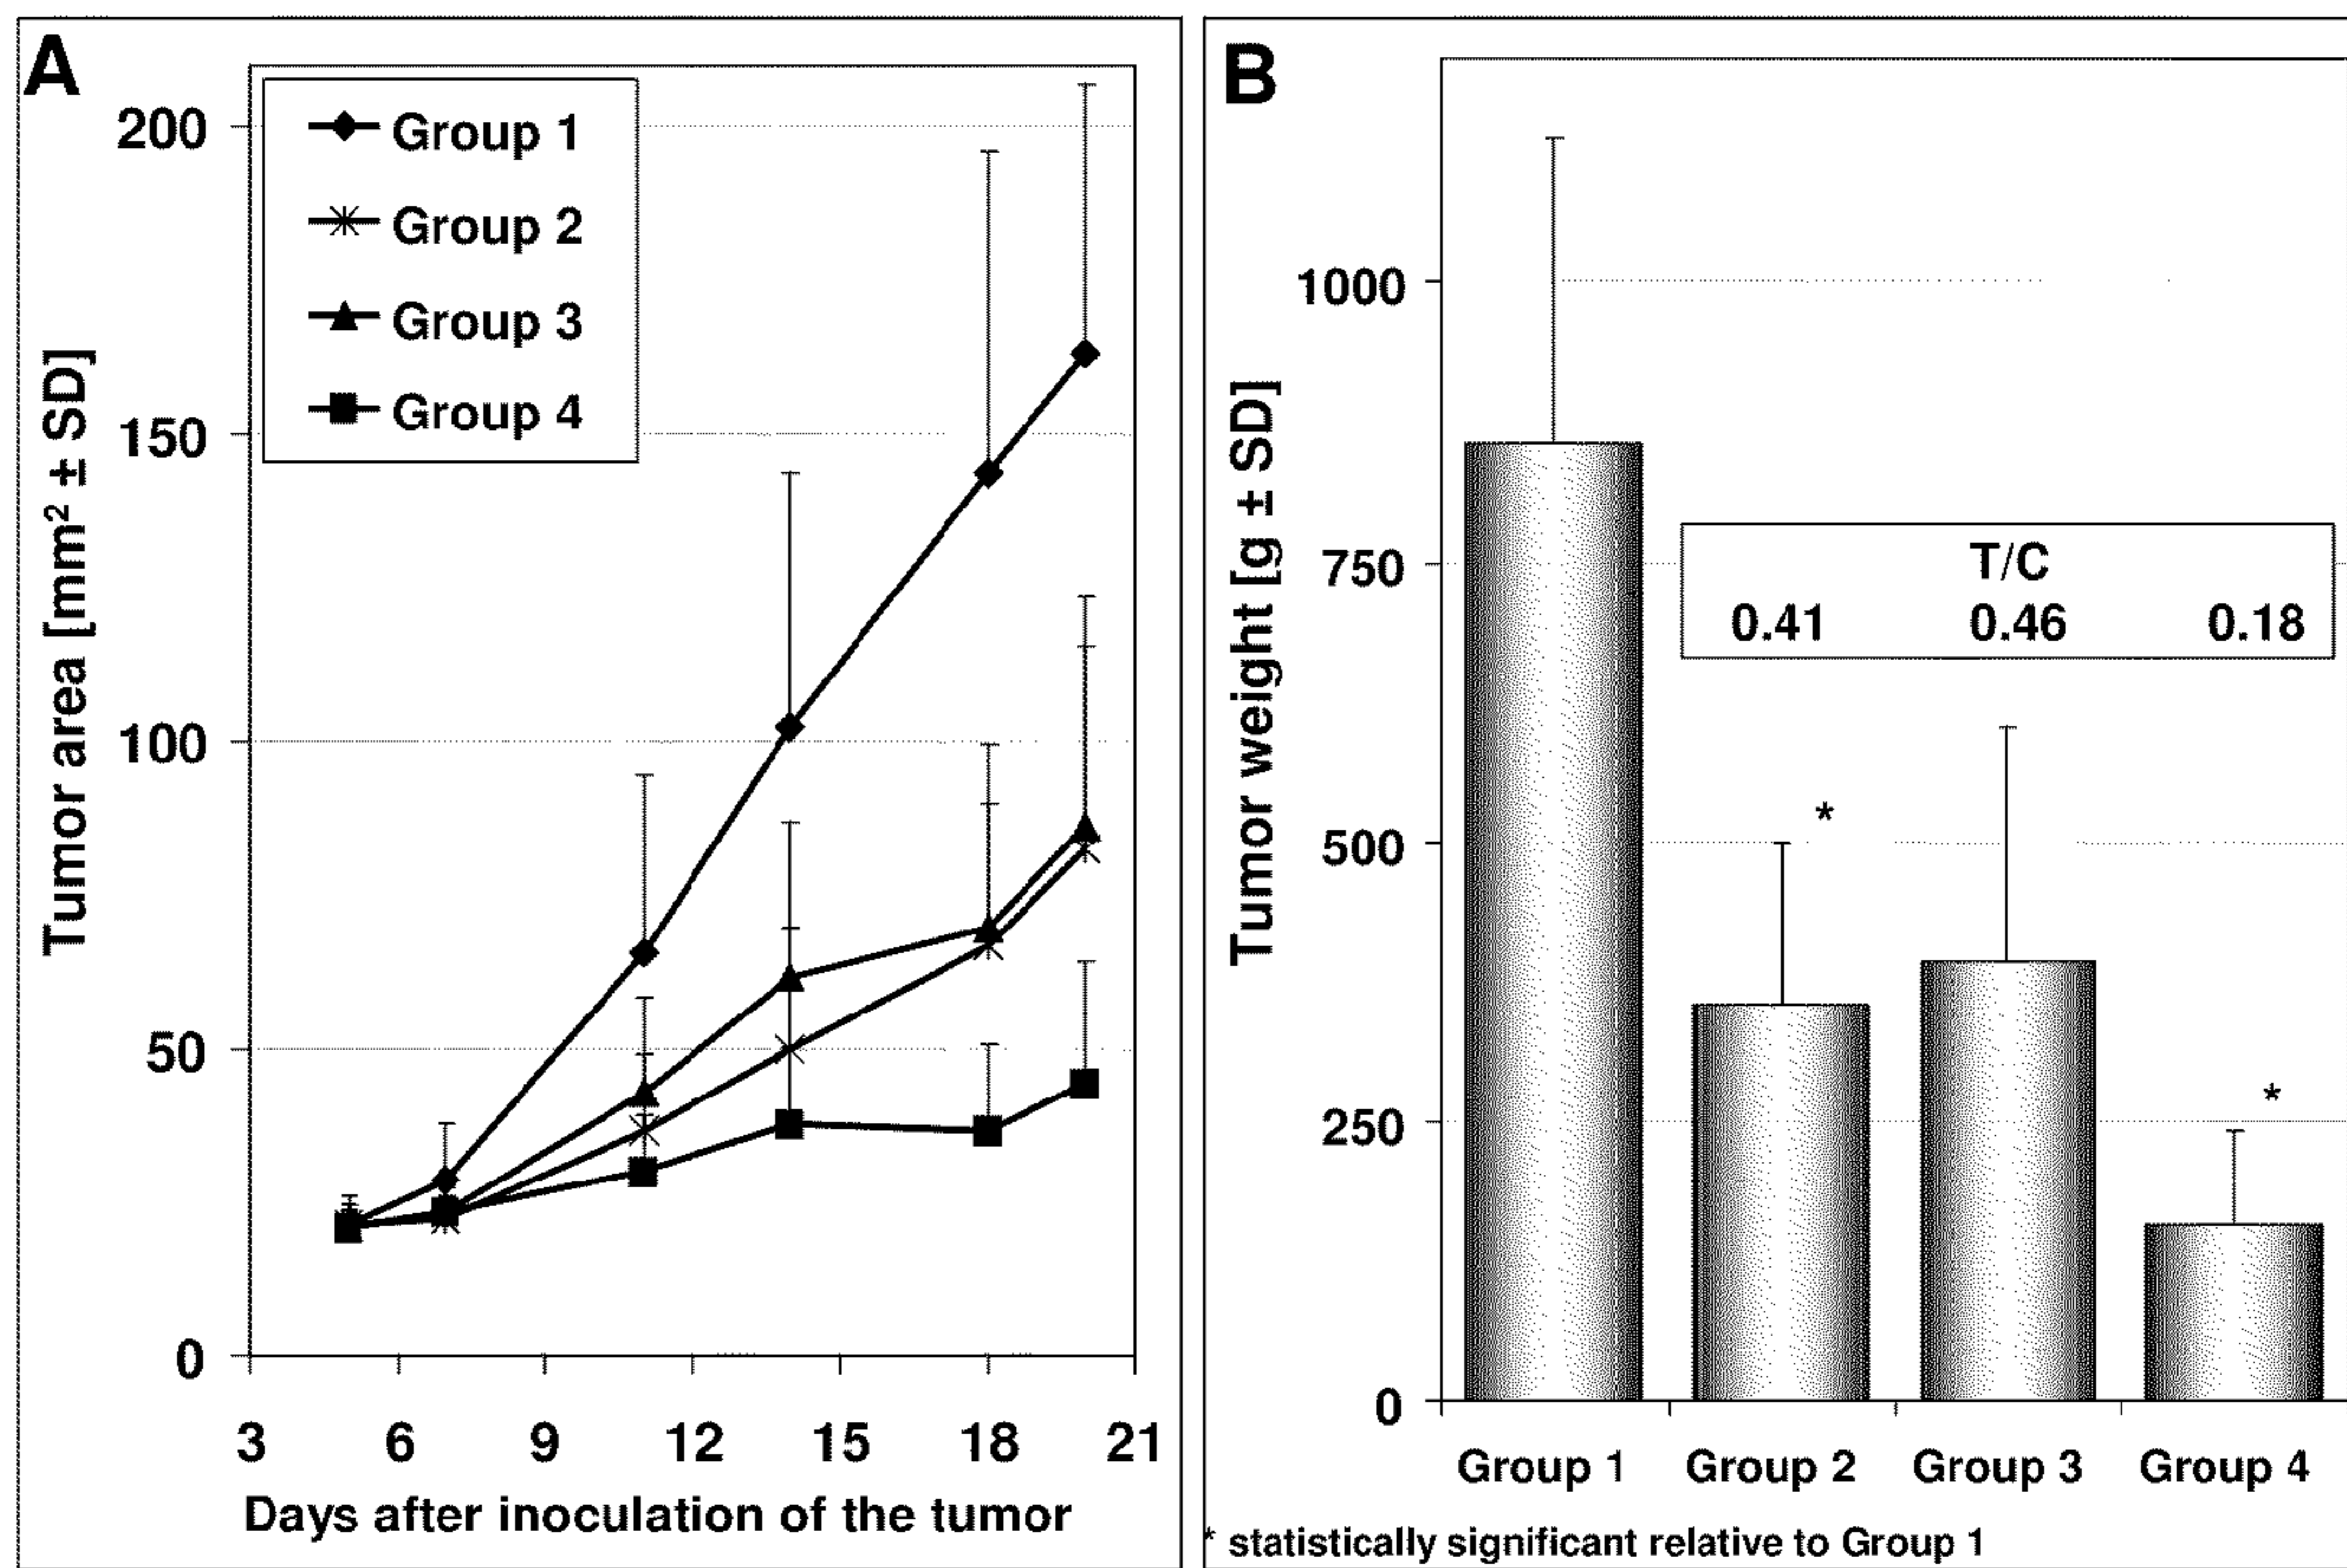 A
200
150
100
50
0
Tumor area [mm² ± SD]
Group 1
Group 2
Group 3
Group 4
3 6 9 12 15 18 21
Days after inoculation of the tumor
B
1000
750
500
250
0
Tumor weight [g ± SD]
T/C
0.41 0.46 0.18
*
*
Group 1 Group 2 Group 3 Group 4
* statistically significant relative to Group 1